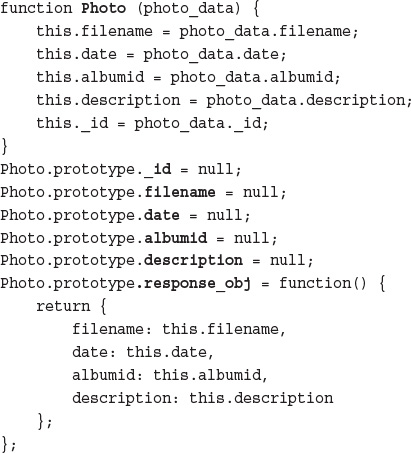 function Photo (photo_data) {
    this.filename = photo_data.filename;
    this.date = photo_data.date;
    this.albumid = photo_data.albumid;
    this.description = photo_data.description;
    this._id = photo_data._id;
}
Photo.prototype._id = null;
Photo.prototype.filename = null;
Photo.prototype.date = null;
Photo.prototype.albumid = null;
Photo.prototype.description = null;
Photo.prototype.response_obj = function() {
    return {
        filename: this.filename,
        date: this.date,
        albumid: this.albumid,
        description: this.description
    };
};